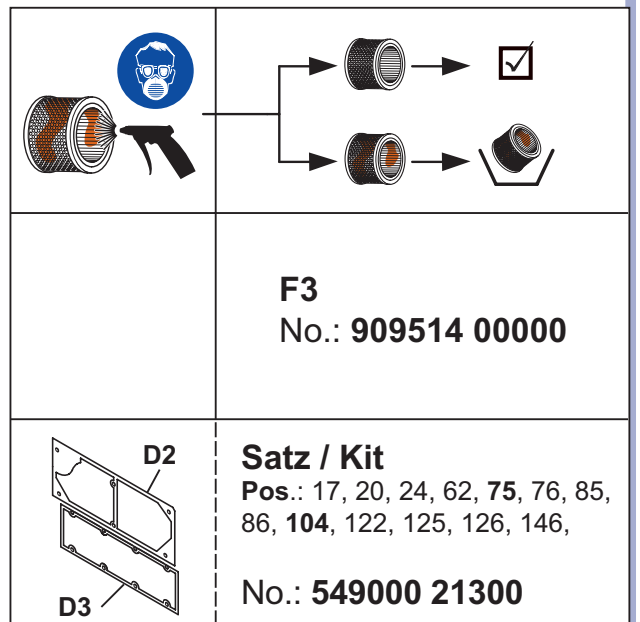 F3
No.: 909514 00000
D2
D3
Satz / Kit
Pos.: 17, 20, 24, 62, 75, 76, 85,
86, 104, 122, 125, 126, 146,
No.: 549000 21300